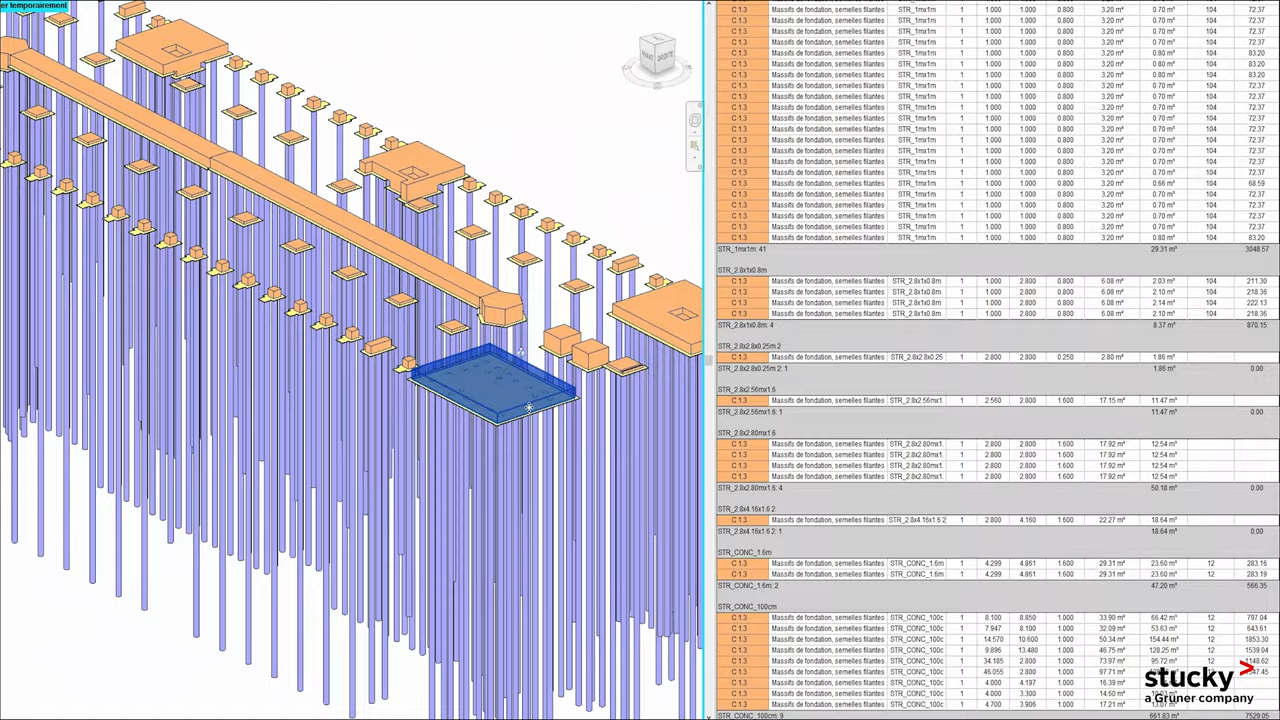 er temporairement
C 1.3 Massifs de fondation, semelles filantes STR_1mx1m 1 1.000 1.000 0.800 3.20 m² 0.70 m³ 104 72.37
C 1.3 Massifs de fondation, semelles filantes STR_1mx1m 1 1.000 1.000 0.800 3.20 m² 0.70 m³ 104 72.37
C 1.3 Massifs de fondation, semelles filantes STR_1mx1m 1 1.000 1.000 0.800 3.20 m² 0.70 m³ 104 72.37
C 1.3 Massifs de fondation, semelles filantes STR_1mx1m 1 1.000 1.000 0.800 3.20 m² 0.70 m³ 104 72.37
C 1.3 Massifs de fondation, semelles filantes STR_1mx1m 1 1.000 1.000 0.800 3.20 m² 0.80 m³ 104 83.20
C 1.3 Massifs de fondation, semelles filantes STR_1mx1m 1 1.000 1.000 0.800 3.20 m² 0.80 m³ 104 83.20
C 1.3 Massifs de fondation, semelles filantes STR_1mx1m 1 1.000 1.000 0.800 3.20 m² 0.80 m³ 104 83.20
C 1.3 Massifs de fondation, semelles filantes STR_1mx1m 1 1.000 1.000 0.800 3.20 m² 0.70 m³ 104 72.37
C 1.3 Massifs de fondation, semelles filantes STR_1mx1m 1 1.000 1.000 0.800 3.20 m² 0.70 m³ 104 72.37
C 1.3 Massifs de fondation, semelles filantes STR_1mx1m 1 1.000 1.000 0.800 3.20 m² 0.70 m³ 104 72.37
C 1.3 Massifs de fondation, semelles filantes STR_1mx1m 1 1.000 1.000 0.800 3.20 m² 0.70 m³ 104 72.37
C 1.3 Massifs de fondation, semelles filantes STR_1mx1m 1 1.000 1.000 0.800 3.20 m² 0.70 m³ 104 72.37
C 1.3 Massifs de fondation, semelles filantes STR_1mx1m 1 1.000 1.000 0.800 3.20 m² 0.70 m³ 104 72.37
C 1.3 Massifs de fondation, semelles filantes STR_1mx1m 1 1.000 1.000 0.800 3.20 m² 0.70 m³ 104 72.37
C 1.3 Massifs de fondation, semelles filantes STR_1mx1m 1 1.000 1.000 0.800 3.20 m² 0.70 m³ 104 72.37
C 1.3 Massifs de fondation, semelles filantes STR_1mx1m 1 1.000 1.000 0.800 3.20 m² 0.70 m³ 104 72.37
C 1.3 Massifs de fondation, semelles filantes STR_1mx1m 1 1.000 1.000 0.800 3.20 m² 0.66 m³ 104 68.59
C 1.3 Massifs de fondation, semelles filantes STR_1mx1m 1 1.000 1.000 0.800 3.20 m² 0.70 m³ 104 72.37
C 1.3 Massifs de fondation, semelles filantes STR_1mx1m 1 1.000 1.000 0.800 3.20 m² 0.70 m³ 104 72.37
C 1.3 Massifs de fondation, semelles filantes STR_1mx1m 1 1.000 1.000 0.800 3.20 m² 0.70 m³ 104 72.37
C 1.3 Massifs de fondation, semelles filantes STR_1mx1m 1 1.000 1.000 0.800 3.20 m² 0.70 m³ 104 72.37
C 1.3 Massifs de fondation, semelles filantes STR_1mx1m 1 1.000 1.000 0.800 3.20 m² 0.80 m³ 104 83.20
STR_1mx1m: 41 29.31 m³ 3048.57
STR_2.8x1x0.8m
C 1.3 Massifs de fondation, semelles filantes STR_2.8x1x0.8m 1 1.000 2.800 0.800 6.08 m² 2.03 m³ 104 211.36
C 1.3 Massifs de fondation, semelles filantes STR_2.8x1x0.8m 1 1.000 2.800 0.800 6.08 m² 2.10 m³ 104 218.36
C 1.3 Massifs de fondation, semelles filantes STR_2.8x1x0.8m 1 1.000 2.800 0.800 6.08 m² 2.14 m³ 104 222.13
C 1.3 Massifs de fondation, semelles filantes STR_2.8x1x0.8m 1 1.000 2.800 0.800 6.08 m² 2.10 m³ 104 218.36
STR_2.8x1x0.8m: 4 8.37 m³ 870.15
STR_2.8x2.8x0.25m 2
C 1.3 Massifs de fondation, semelles filantes STR_2.8x2.8x0.25 1 2.800 2.800 0.250 2.80 m² 1.86 m³
STR_2.8x2.8x0.25m 2: 1 1.86 m³ 0.00
STR_2.8x2.56mx1.6
C 1.3 Massifs de fondation, semelles filantes STR_2.8x2.56mx1. 1 2.560 2.800 1.600 17.15 m² 11.47 m³
STR_2.8x2.56mx1.6: 1 11.47 m³ 0.00
STR_2.8x2.80mx1.6
C 1.3 Massifs de fondation, semelles filantes STR_2.8x2.80mx1. 1 2.800 2.800 1.600 17.92 m² 12.54 m³
C 1.3 Massifs de fondation, semelles filantes STR_2.8x2.80mx1. 1 2.800 2.800 1.600 17.92 m² 12.54 m³
C 1.3 Massifs de fondation, semelles filantes STR_2.8x2.80mx1. 1 2.800 2.800 1.600 17.92 m² 12.54 m³
C 1.3 Massifs de fondation, semelles filantes STR_2.8x2.80mx1. 1 2.800 2.800 1.600 17.92 m² 12.54 m³
STR_2.8x2.80mx1.6: 4 50.18 m³ 0.00
STR_2.8x4.16x1.6 2
C 1.3 Massifs de fondation, semelles filantes STR_2.8x4.16x1.6 2 1 2.800 4.160 1.600 22.27 m² 18.64 m³
STR_2.8x4.16x1.6 2: 1 18.64 m³ 0.00
STR_CONC_1.6m
C 1.3 Massifs de fondation, semelles filantes STR_CONC_1.6m 1 4.299 4.861 1.600 29.31 m² 23.60 m³ 12 283.16
C 1.3 Massifs de fondation, semelles filantes STR_CONC_1.6m 1 4.299 4.861 1.600 29.31 m² 23.60 m³ 12 283.19
STR_CONC_1.6m: 2 47.20 m³ 566.35
STR_CONC_100cm
C 1.3 Massifs de fondation, semelles filantes STR_CONC_100c 1 8.100 8.850 1.000 33.90 m² 66.42 m³ 12 797.04
C 1.3 Massifs de fondation, semelles filantes STR_CONC_100c 1 7.947 8.100 1.000 32.09 m² 53.63 m³ 12 643.61
C 1.3 Massifs de fondation, semelles filantes STR_CONC_100c 1 14.570 10.600 1.000 50.34 m² 154.44 m³ 12 1853.30
C 1.3 Massifs de fondation, semelles filantes STR_CONC_100c 1 9.896 13.480 1.000 46.75 m² 128.25 m³ 12 1539.04
C 1.3 Massifs de fondation, semelles filantes STR_CONC_100c 1 34.185 2.800 1.000 73.97 m² 95.72 m³ 12 1148.62
C 1.3 Massifs de fondation, semelles filantes STR_CONC_100c 1 46.055 2.800 1.000 97.71 m²
C 1.3 Massifs de fondation, semelles filantes STR_CONC_100c 1 4.000 4.197 1.000 16.39 m²
C 1.3 Massifs de fondation, semelles filantes STR_CONC_100c 1 4.000 3.300 1.000 14.60 m²
C 1.3 Massifs de fondation, semelles filantes STR_CONC_100c 1 4.700 3.906 1.000 17.21 m²
STR_CONC_100cm: 9 661.83 m³ 7529.05
stucky
a Gruner company